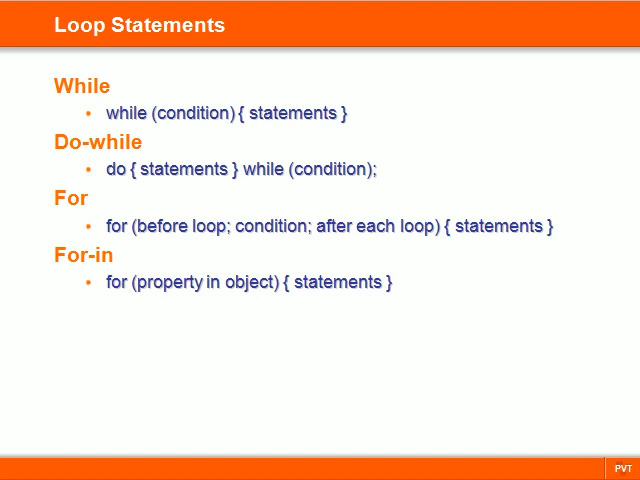 Loop Statements
While
• while (condition) { statements }
Do-while
• do { statements } while (condition);
For
• for (before loop; condition; after each loop) { statements }
For-in
• for (property in object) { statements }
PVT